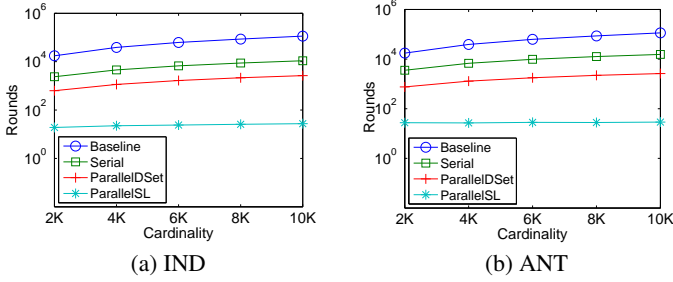 10^6
10^4
10^2
10^0
Rounds
Baseline
Serial
ParallelDSet
ParallelSL
2K 4K 6K 8K 10K
Cardinality
(a) IND
10^6
10^4
10^2
10^0
Rounds
Baseline
Serial
ParallelDSet
ParallelSL
2K 4K 6K 8K 10K
Cardinality
(b) ANT